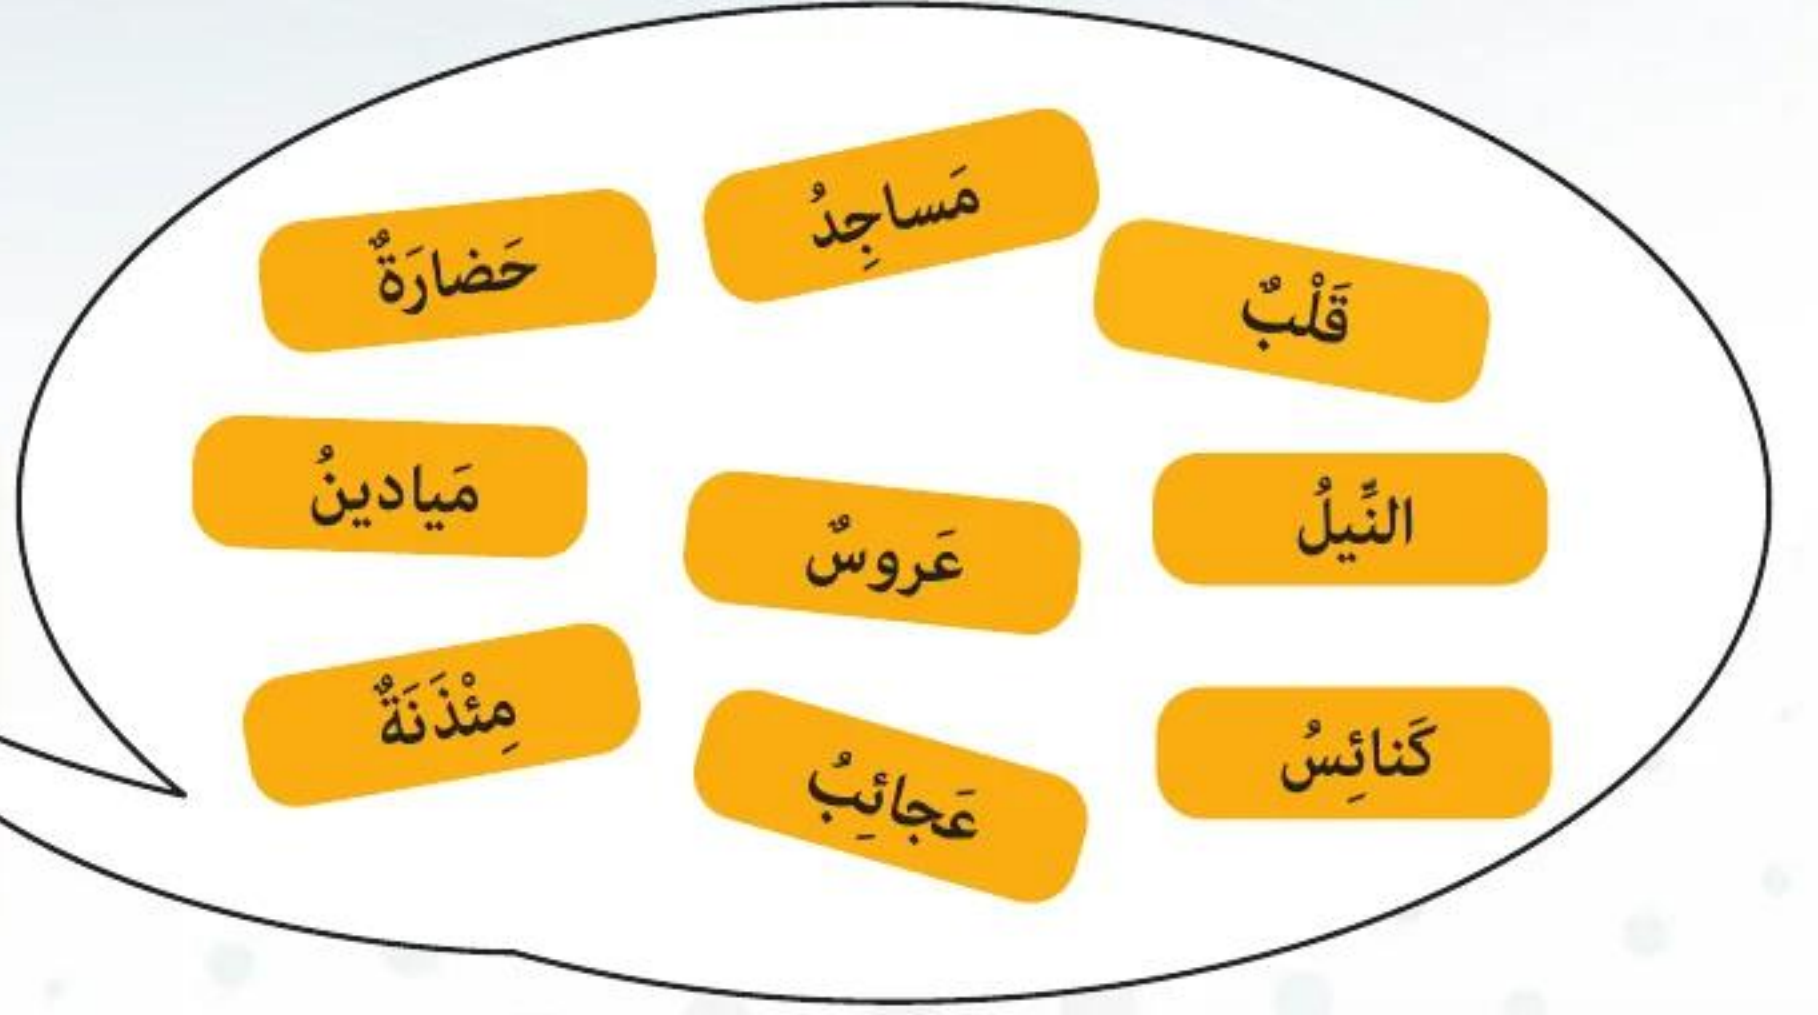 قَلْبٌ
مَساجِدُ
حَضارَةٌ
النِّيلُ
عَروسٌ
مَيادينُ
كَنائِسُ
عَجائِبُ
مِئْذَنَةٌ